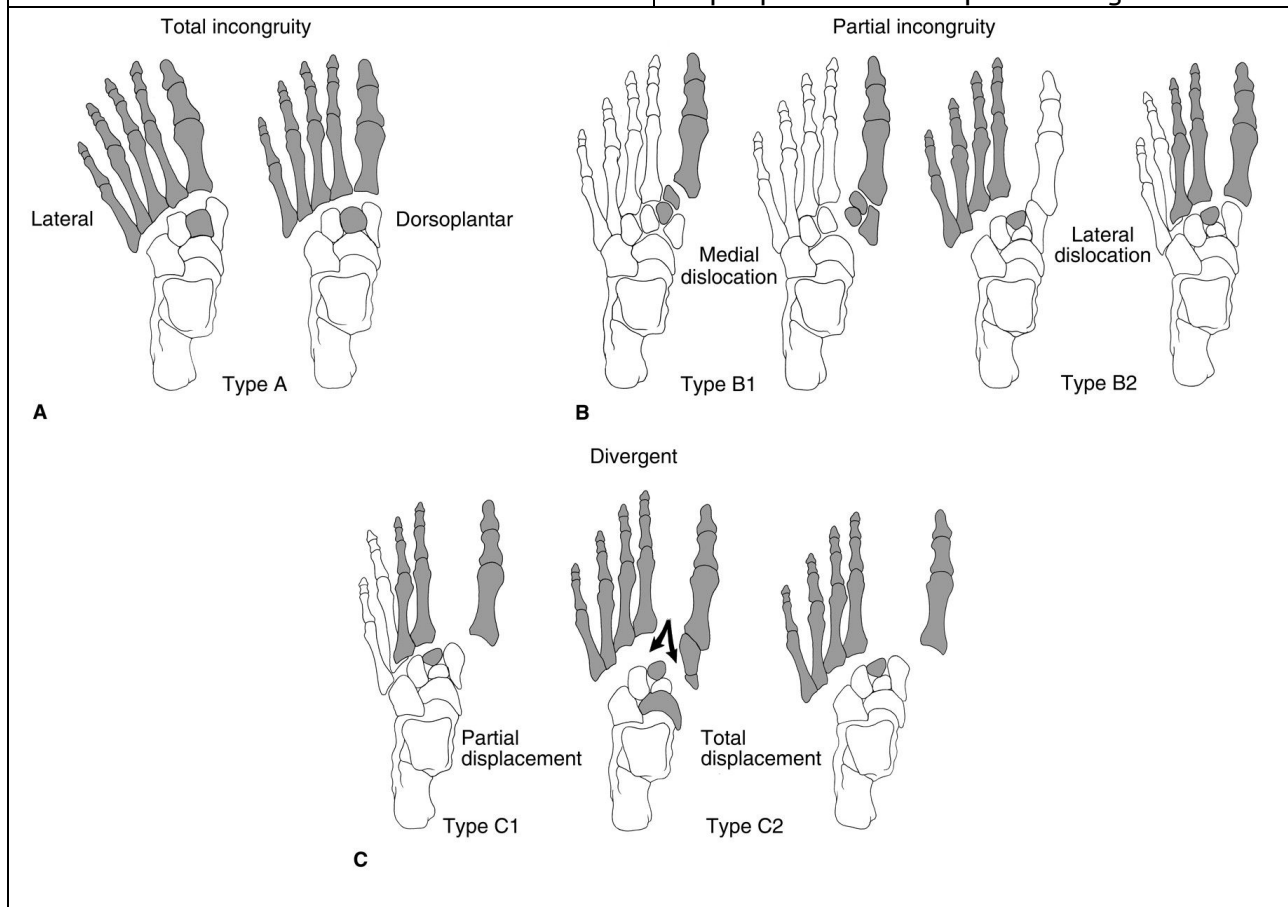 Total incongruity
Partial incongruity
Lateral
Dorsoplantar
Medial
dislocation
Lateral
dislocation
Type A
Type B1
Type B2
A
B
Divergent
Partial
displacement
Total
displacement
Type C1
Type C2
C